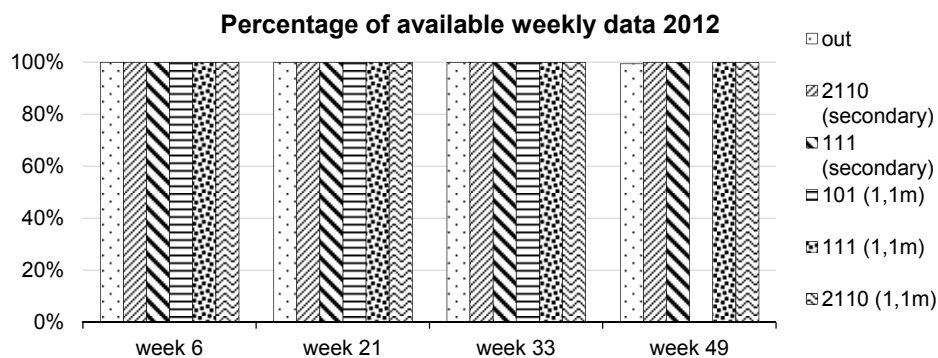 Percentage of available weekly data 2012
100%
80%
60%
40%
20%
0%
week 6
week 21
week 33
week 49
out
2110
(secondary)
111
(secondary)
101 (1,1m)
111 (1,1m)
2110 (1,1m)